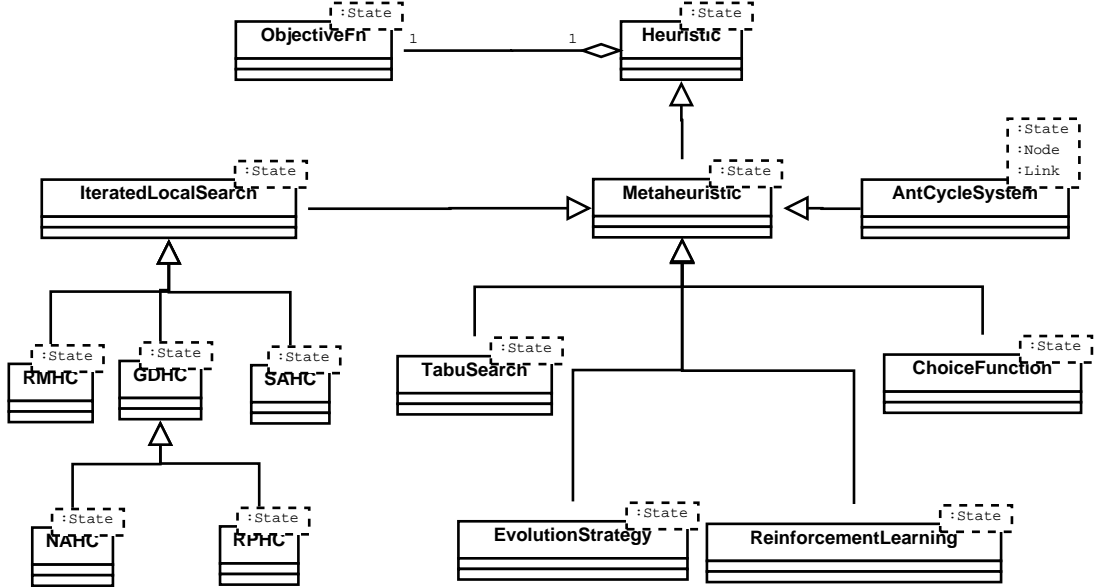 :State
:State
ObjectiveFn
1
1
Heuristic
:State
:Node
:Link
:State
:State
IteratedLocalSearch
Metaheuristic
AntCycleSystem
:State
:State
:State
:State
:State
RMHC
GDHC
SAHC
TabuSearch
ChoiceFunction
:State
:State
:State
:State
NAHC
RPHC
EvolutionStrategy
ReinforcementLearning